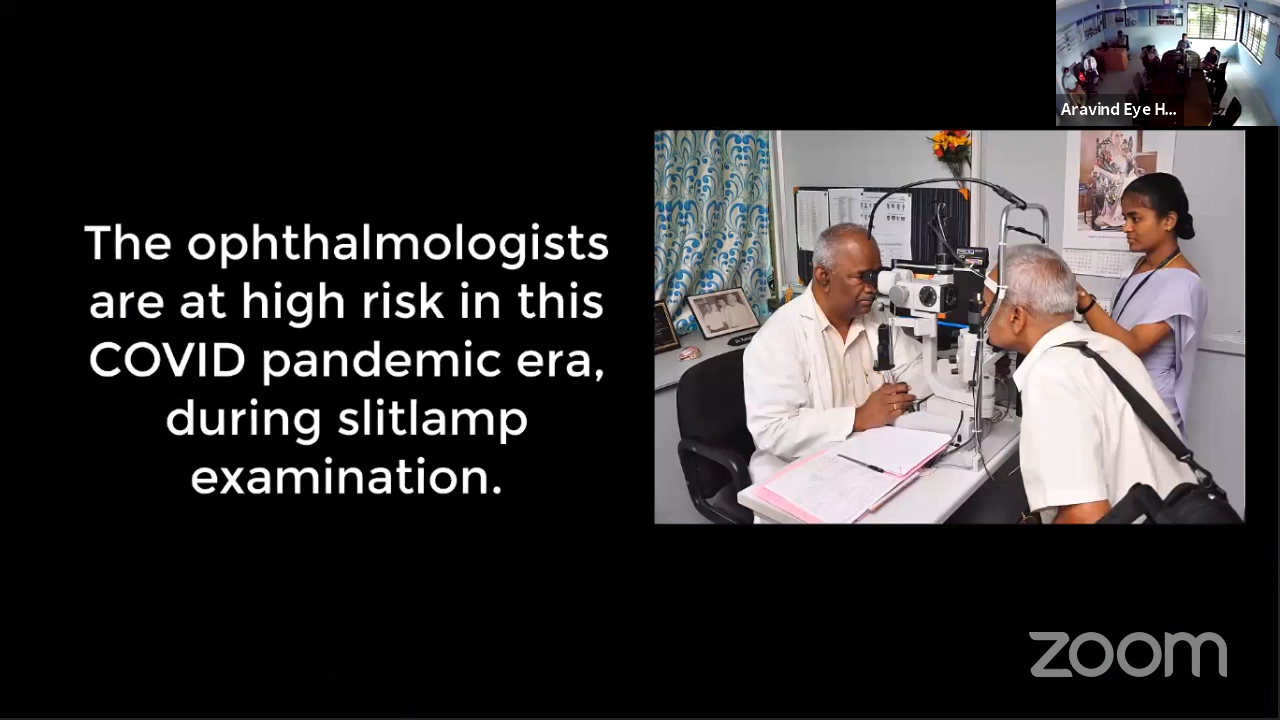 Aravind Eye H...
The ophthalmologists
are at high risk in this
COVID pandemic era,
during slitlamp
examination.
zoom